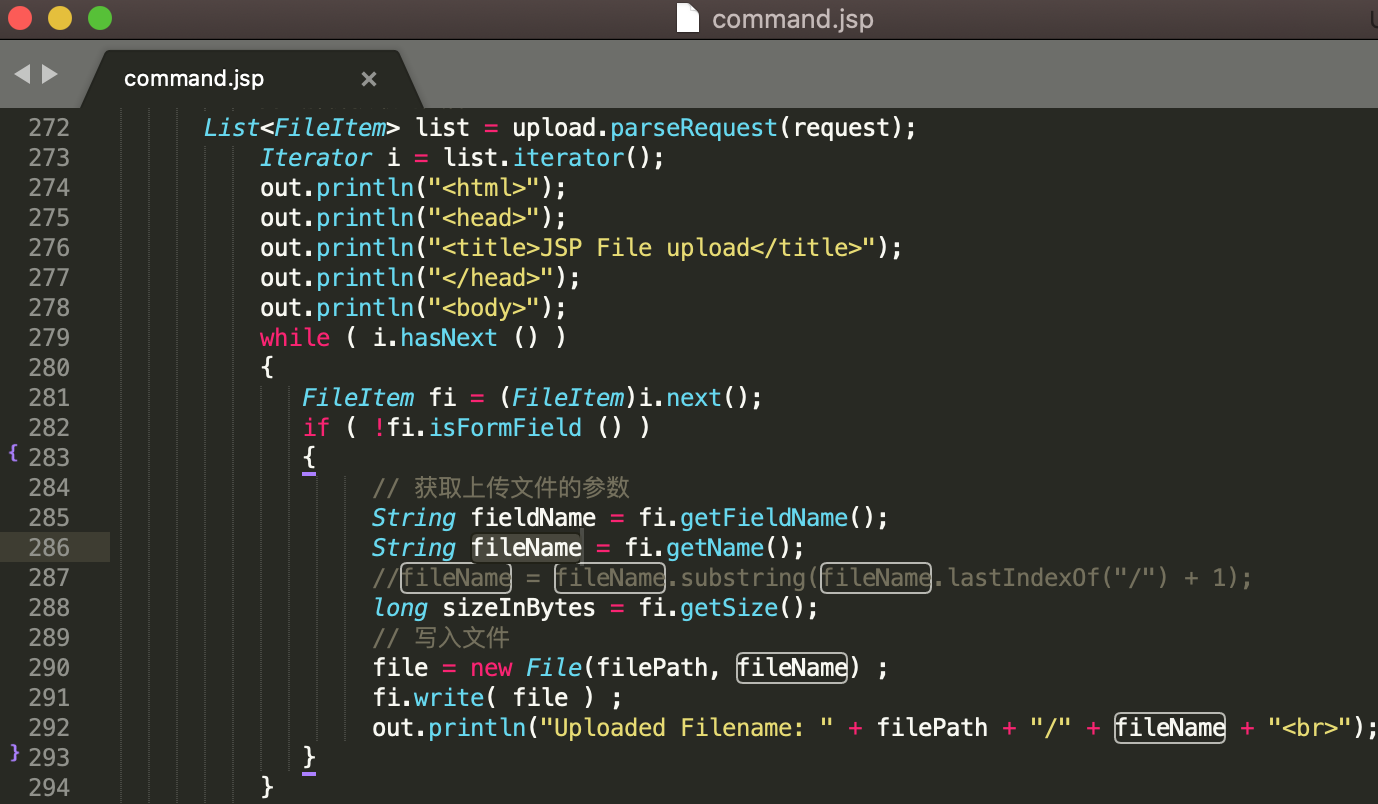 command.jsp
command.jsp ×
272 List<FileItem> list = upload.parseRequest(request);
273 Iterator i = list.iterator();
274 out.println("<html>");
275 out.println("<head>");
276 out.println("<title>JSP File upload</title>");
277 out.println("</head>");
278 out.println("<body>");
279 while ( i.hasNext () )
280 {
281 FileItem fi = (FileItem)i.next();
282 if ( !fi.isFormField () )
283 {
284 // 获取上传文件的参数
285 String fieldName = fi.getFieldName();
286 String fileName = fi.getName();
287 //fileName = fileName.substring(fileName.lastIndexOf("/") + 1);
288 long sizeInBytes = fi.getSize();
289 // 写入文件
290 file = new File(filePath, fileName) ;
291 fi.write( file ) ;
292 out.println("Uploaded Filename: " + filePath + "/" + fileName + "<br>");
293 }
294 }